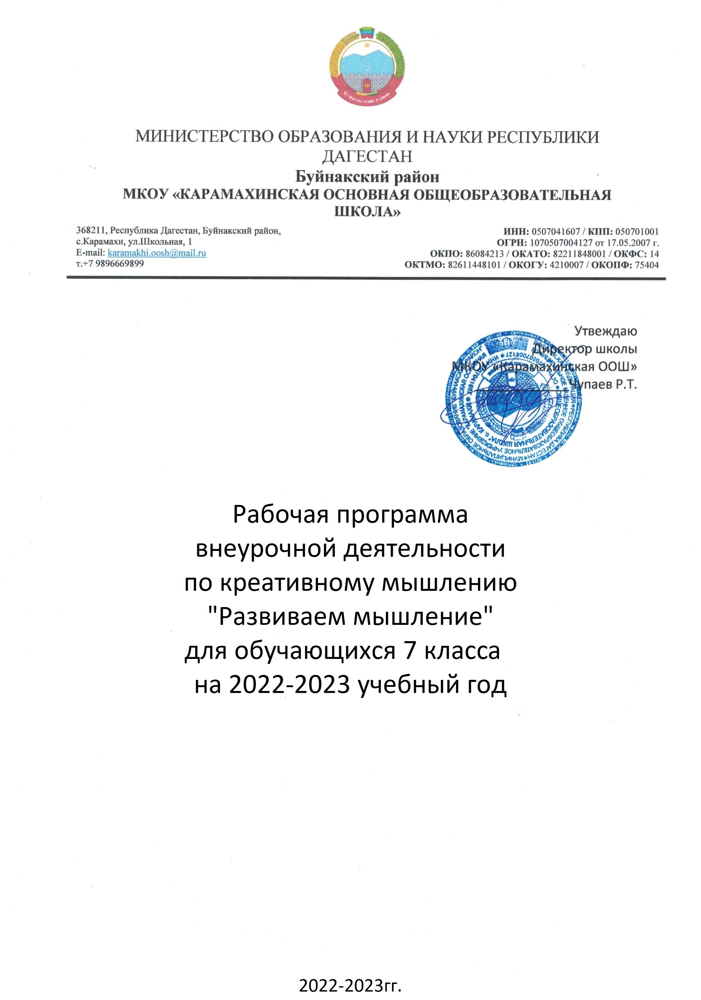 БУЙНАКСКИЙ РАЙОН
МИНИСТЕРСТВО ОБРАЗОВАНИЯ И НАУКИ РЕСПУБЛИКИ
ДАГЕСТАН
Буйнакский район
МКОУ «КАРАМАХИНСКАЯ ОСНОВНАЯ ОБЩЕОБРАЗОВАТЕЛЬНАЯ
ШКОЛА»
368211, Республика Дагестан, Буйнакский район,
с.Карамахи, ул.Школьная, 1
E-mail: karamakhi.oosh@mail.ru
т.+7 9896669899
ИНН: 0507041607 / КПП: 050701001
ОГРН: 1070507004127 от 17.05.2007 г.
ОКПО: 86084213 / ОКАТО: 82211848001 / ОКФС: 14
ОКТМО: 82611448101 / ОКОГУ: 4210007 / ОКОПФ: 75404
Утвеждаю
Директор школы
МКОУ «Карамахинская ООШ»
Чупаев Р.Т.
Рабочая программа
внеурочной деятельности
по креативному мышлению
"Развиваем мышление"
для обучающихся 7 класса
на 2022-2023 учебный год
2022-2023гг.